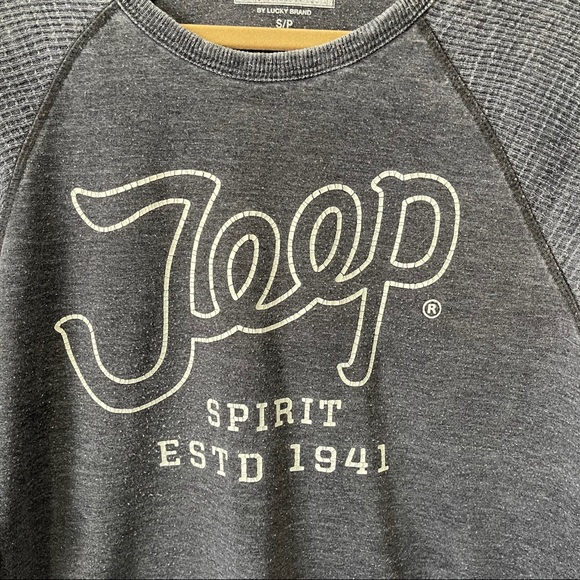 BY LUCKY BRAND
S/P
Jeep®
SPIRIT
ESTD 1941